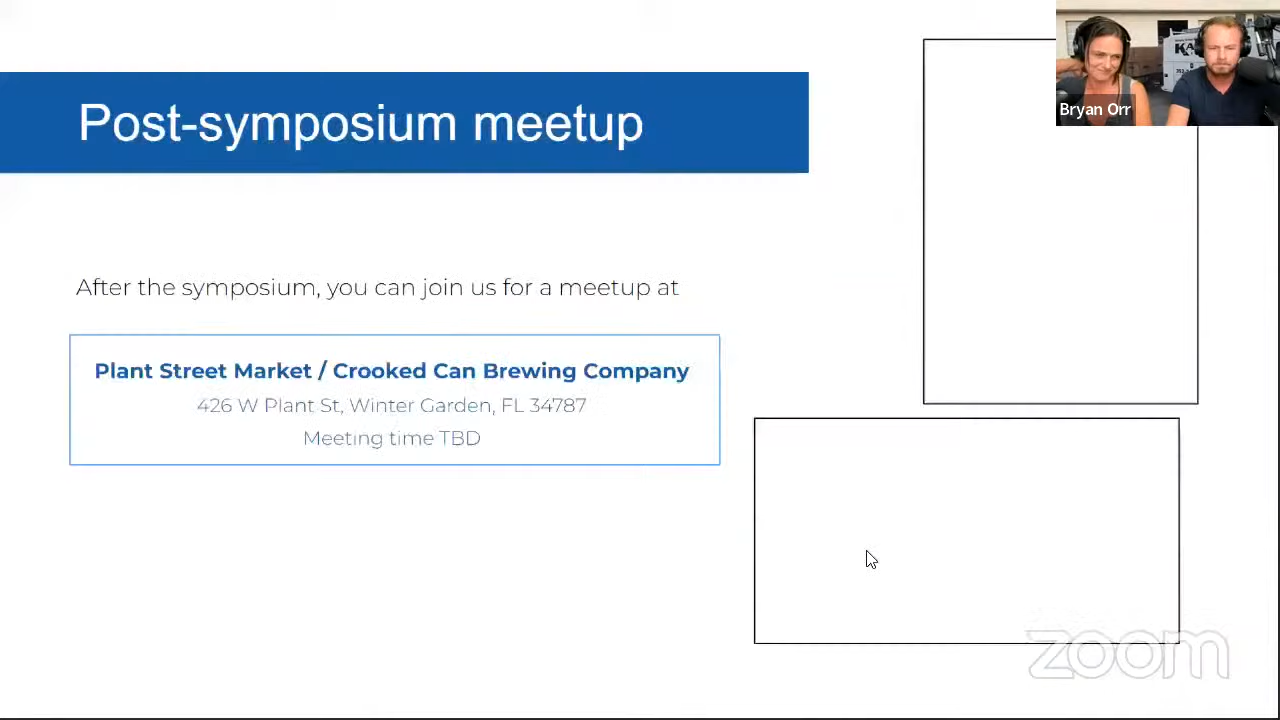 Post-symposium meetup
Bryan Orr
After the symposium, you can join us for a meetup at
Plant Street Market / Crooked Can Brewing Company
426 W Plant St, Winter Garden, FL 34787
Meeting time TBD
zoom